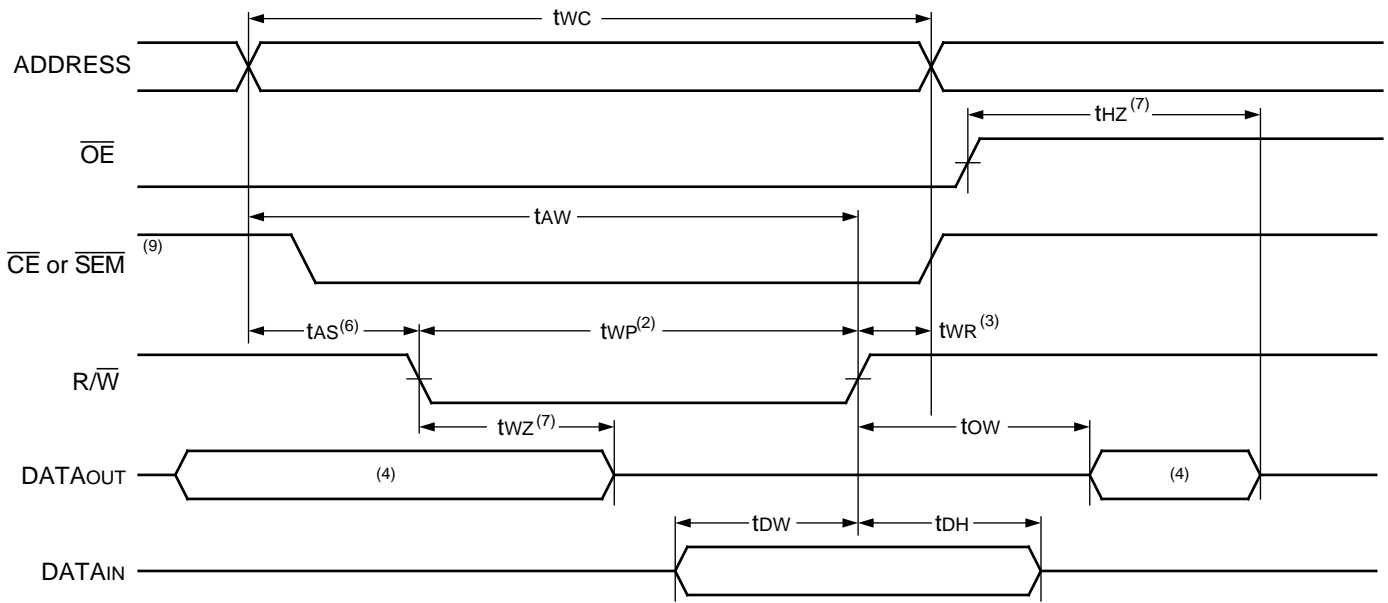 tWC
ADDRESS
tHZ(7)
OE
tAW
CE or SEM (9)
tAS(6)
tWP(2)
tWR(3)
R/W
tWZ(7)
tOW
DATAOUT
(4)
(4)
tDW
tDH
DATAIN